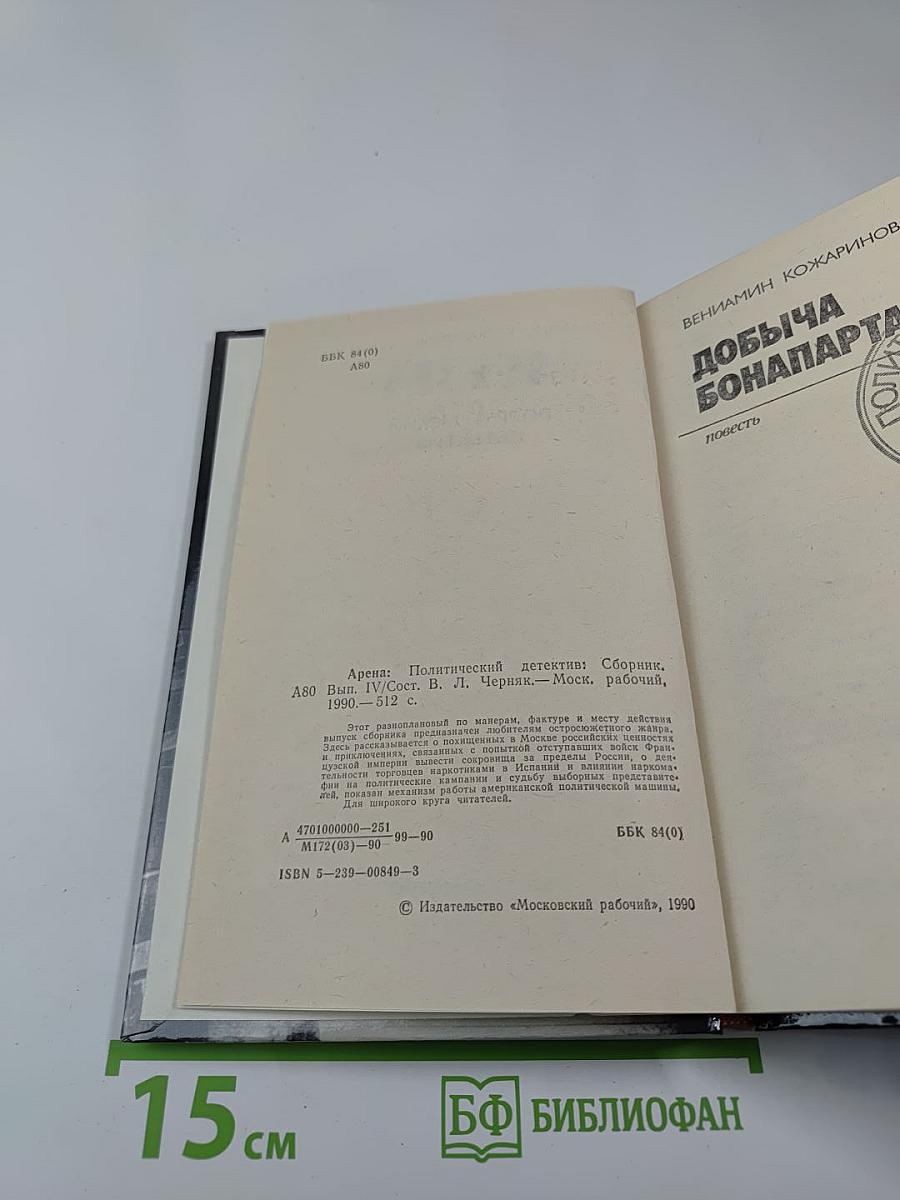 ББК 84(0)
А80
Арена: Политический детектив: Сборник.
А80 Вып. IV/Сост. В. Л. Черняк.— Моск. рабочий,
1990.— 512 с.
Этот разноплановый по манерам, фактуре и месту действия
выпуск сборника предназначен любителям остросюжетного жанра.
Здесь рассказывается о похищенных в Москве российских ценностях
и приключениях, связанных с попыткой отступавших войск Фран-
цузской империи вывести сокровища за пределы России, о дея-
тельности торговцев наркотиками в Испании и влиянии наркома-
фии на политические кампании и судьбу выборных представите-
лей, показан механизм работы американской политической машины.
Для широкого круга читателей.
А 4701000000—251
М172(03)—90 99—90
ББК 84(0)
ISBN 5—239—00849—3
© Издательство «Московский рабочий», 1990
ВЕНИАМИН КОЖАРИНОВ
ДОБЫЧА
БОНАПАРТА
повесть
15 см
БФ БИБЛИОФАН